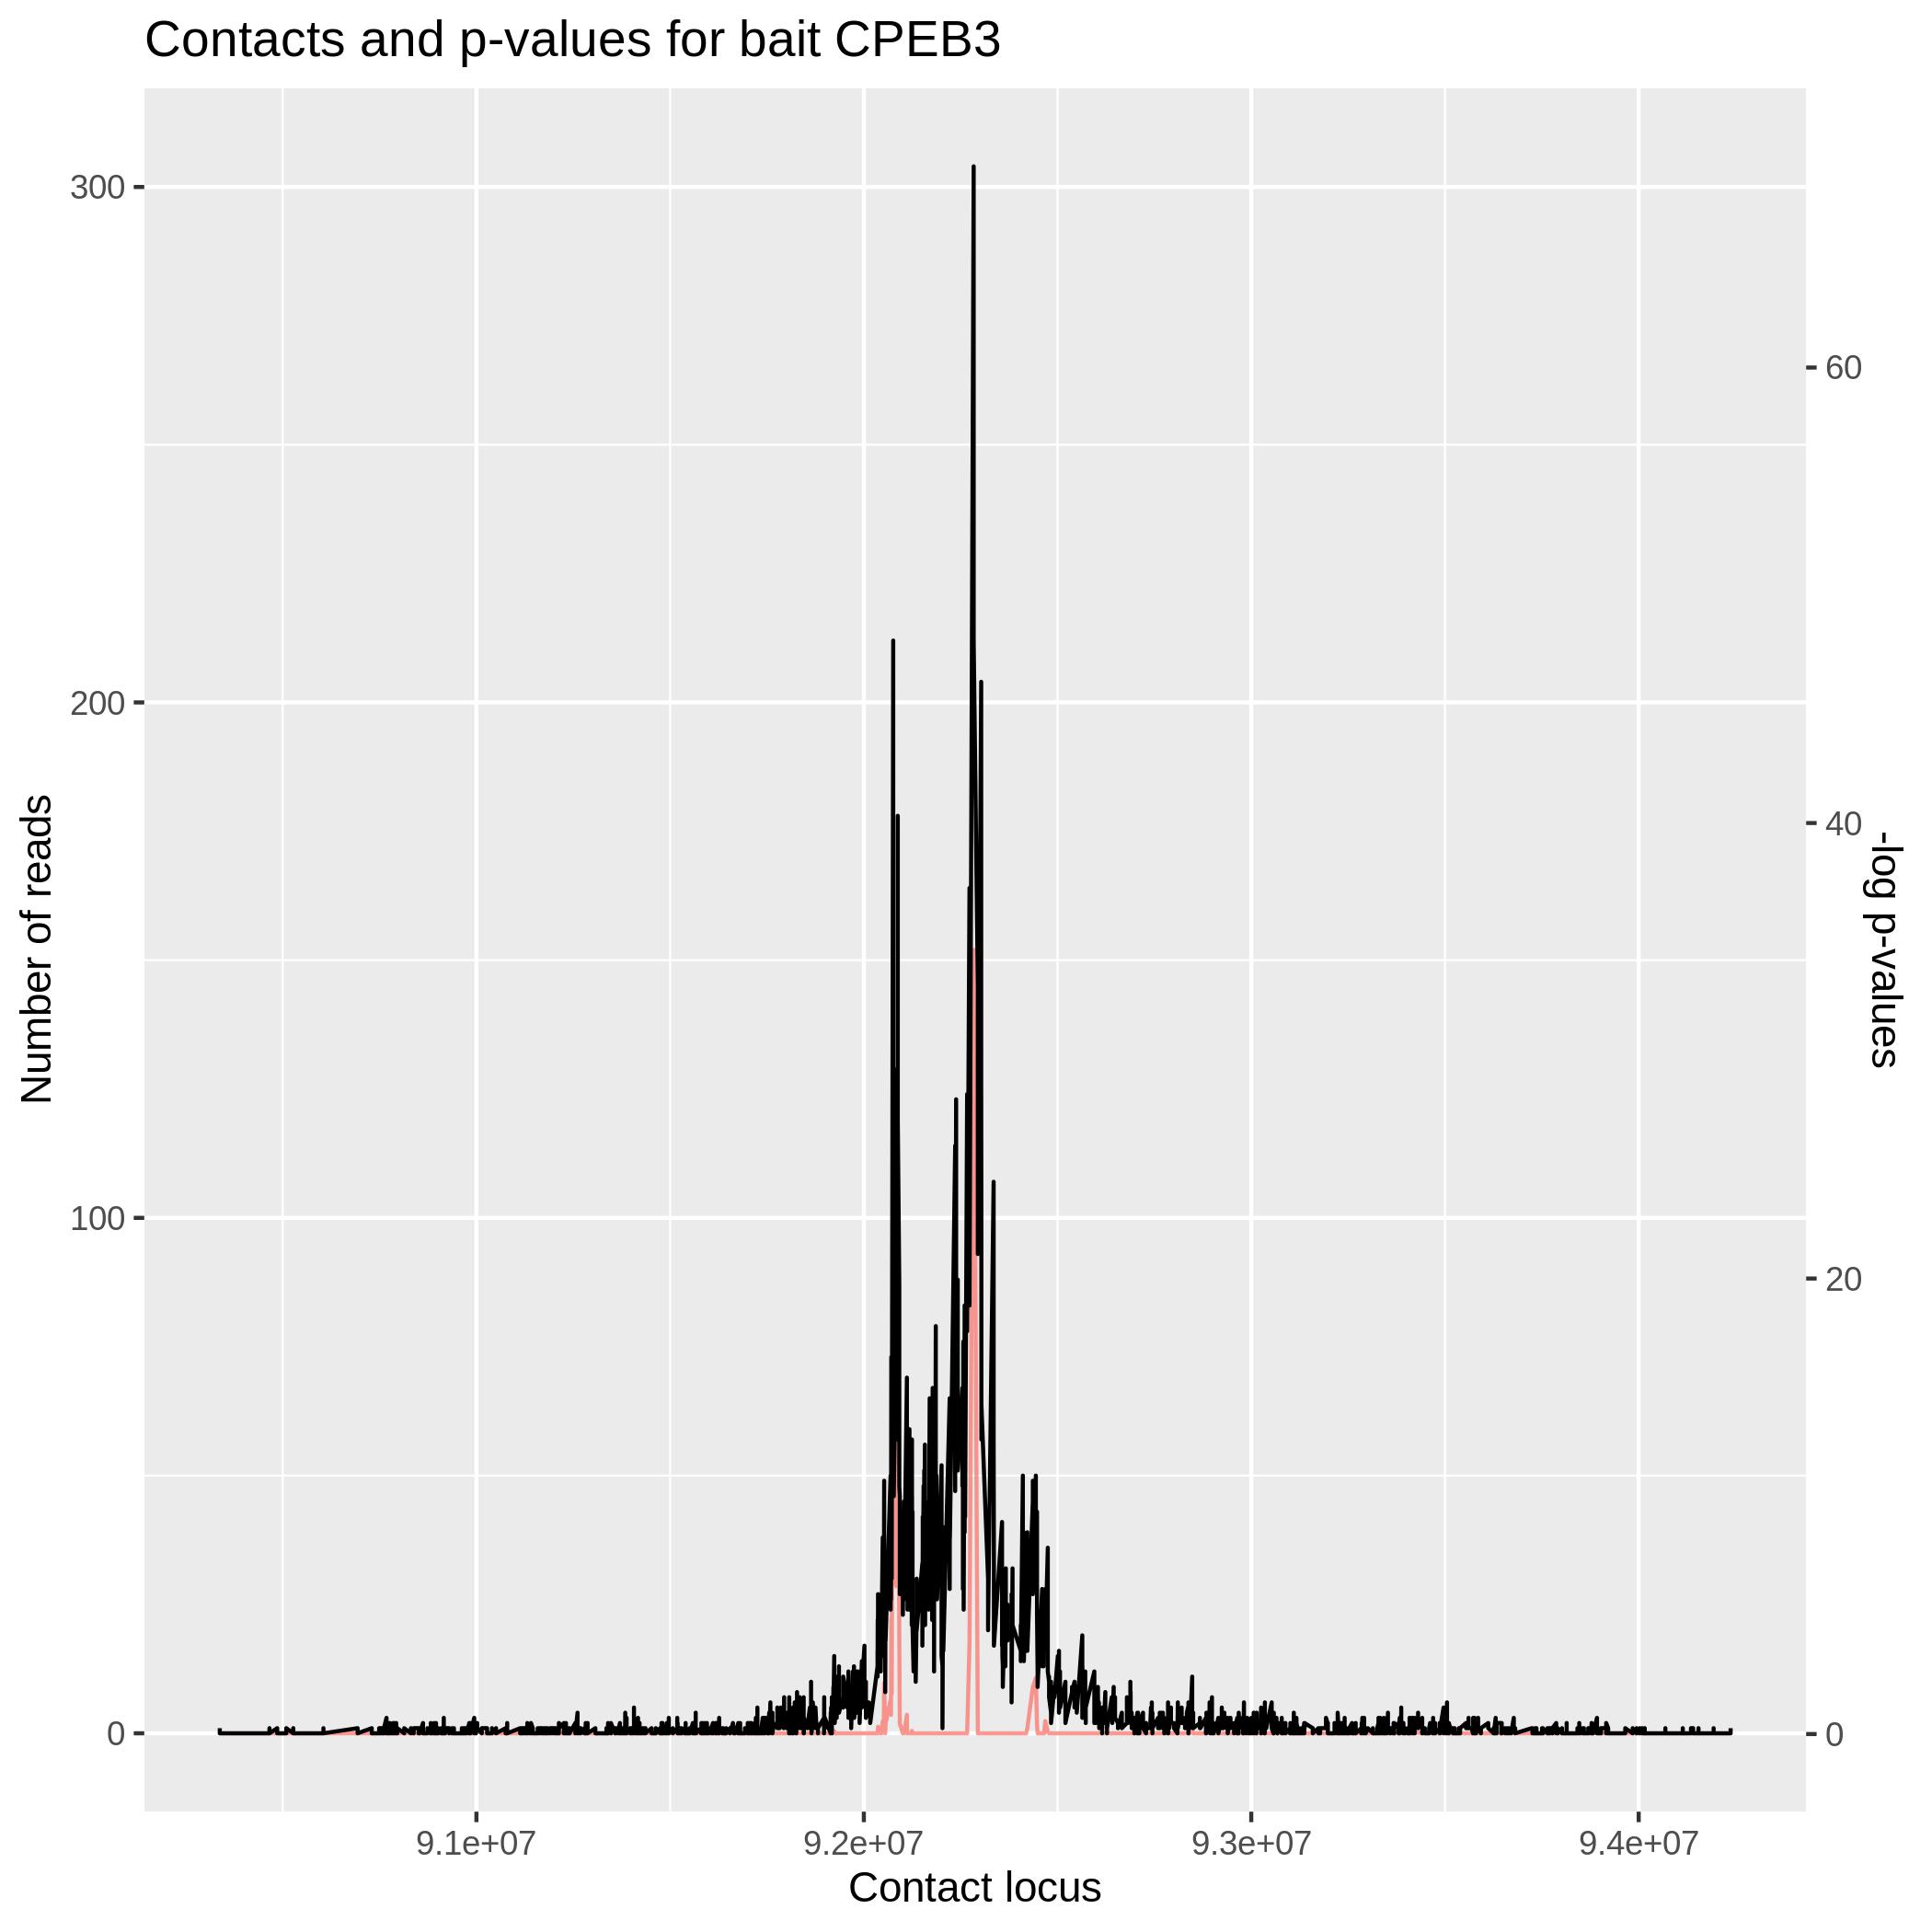 Contacts and p-values for bait CPEB3
300
200
100
0
Number of reads
60
40
20
0
-log p-values
9.1e+07
9.2e+07
9.3e+07
9.4e+07
Contact locus